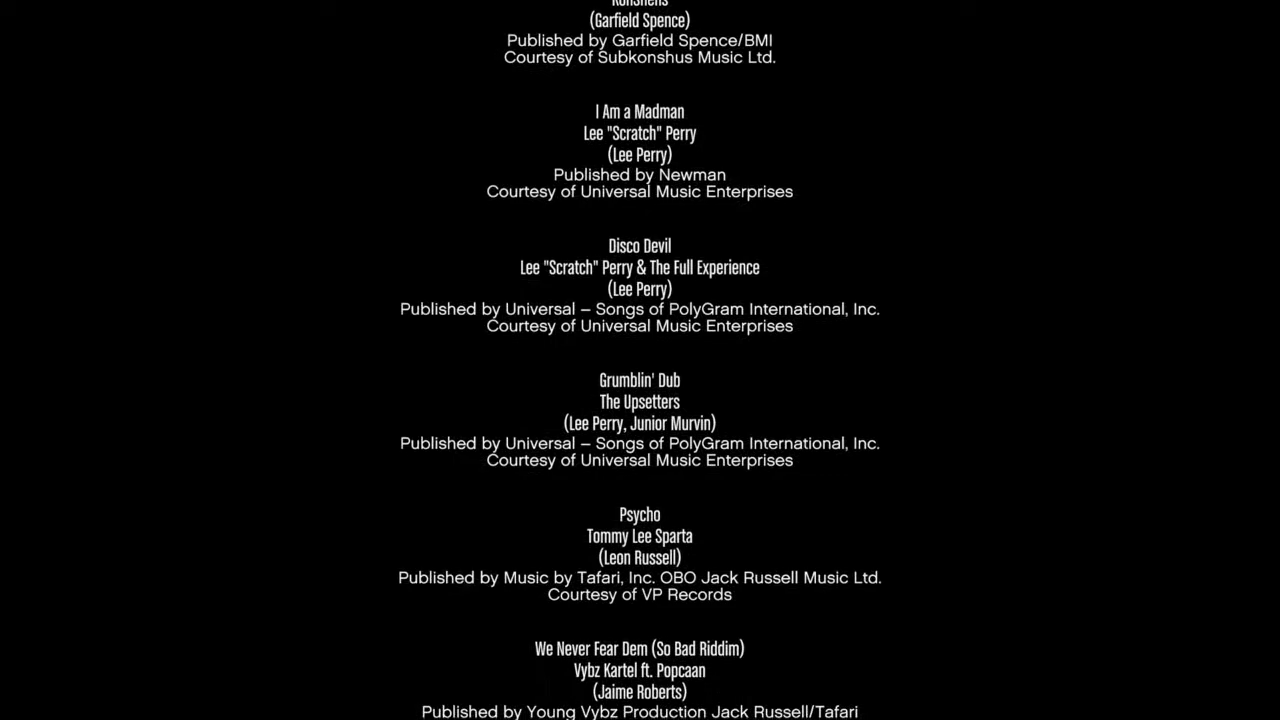 Konshens
(Garfield Spence)
Published by Garfield Spence/BMI
Courtesy of Subkonshus Music Ltd.
I Am a Madman
Lee "Scratch" Perry
(Lee Perry)
Published by Newman
Courtesy of Universal Music Enterprises
Disco Devil
Lee "Scratch" Perry & The Full Experience
(Lee Perry)
Published by Universal – Songs of PolyGram International, Inc.
Courtesy of Universal Music Enterprises
Grumblin' Dub
The Upsetters
(Lee Perry, Junior Murvin)
Published by Universal – Songs of PolyGram International, Inc.
Courtesy of Universal Music Enterprises
Psycho
Tommy Lee Sparta
(Leon Russell)
Published by Music by Tafari, Inc. OBO Jack Russell Music Ltd.
Courtesy of VP Records
We Never Fear Dem (So Bad Riddim)
Vybz Kartel ft. Popcaan
(Jaime Roberts)
Published by Young Vybz Production Jack Russell/Tafari